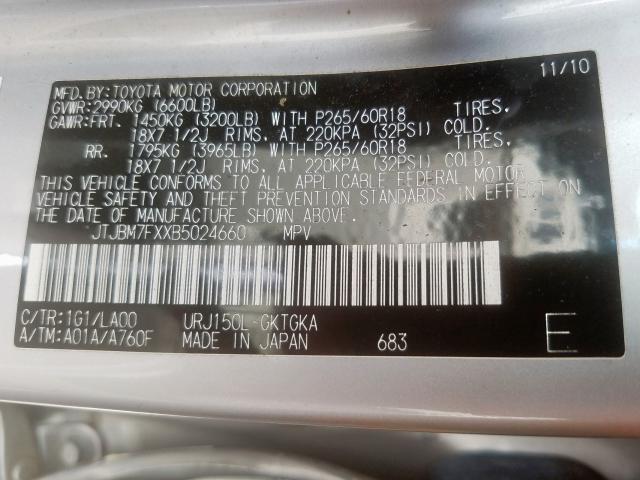 MFD. BY: TOYOTA MOTOR CORPORATION 11/10
GVWR: 2990KG (6600LB)
GAWR: FRT. 1450KG (3200LB) WITH P265/60R18 TIRES,
18X7 1/2J RIMS, AT 220KPA (32PSI) COLD.
RR. 1795KG (3965LB) WITH P265/60R18 TIRES,
18X7 1/2J RIMS, AT 220KPA (32PSI) COLD.
THIS VEHICLE CONFORMS TO ALL APPLICABLE FEDERAL MOTOR
VEHICLE SAFETY AND THEFT PREVENTION STANDARDS IN EFFECT ON
THE DATE OF MANUFACTURE SHOWN ABOVE.
JTJBM7FXXB5024660 MPV
C/TR: 1G1/LA00 URJ150L-GKTGKA
A/TM: A01A/A760F MADE IN JAPAN 683 E